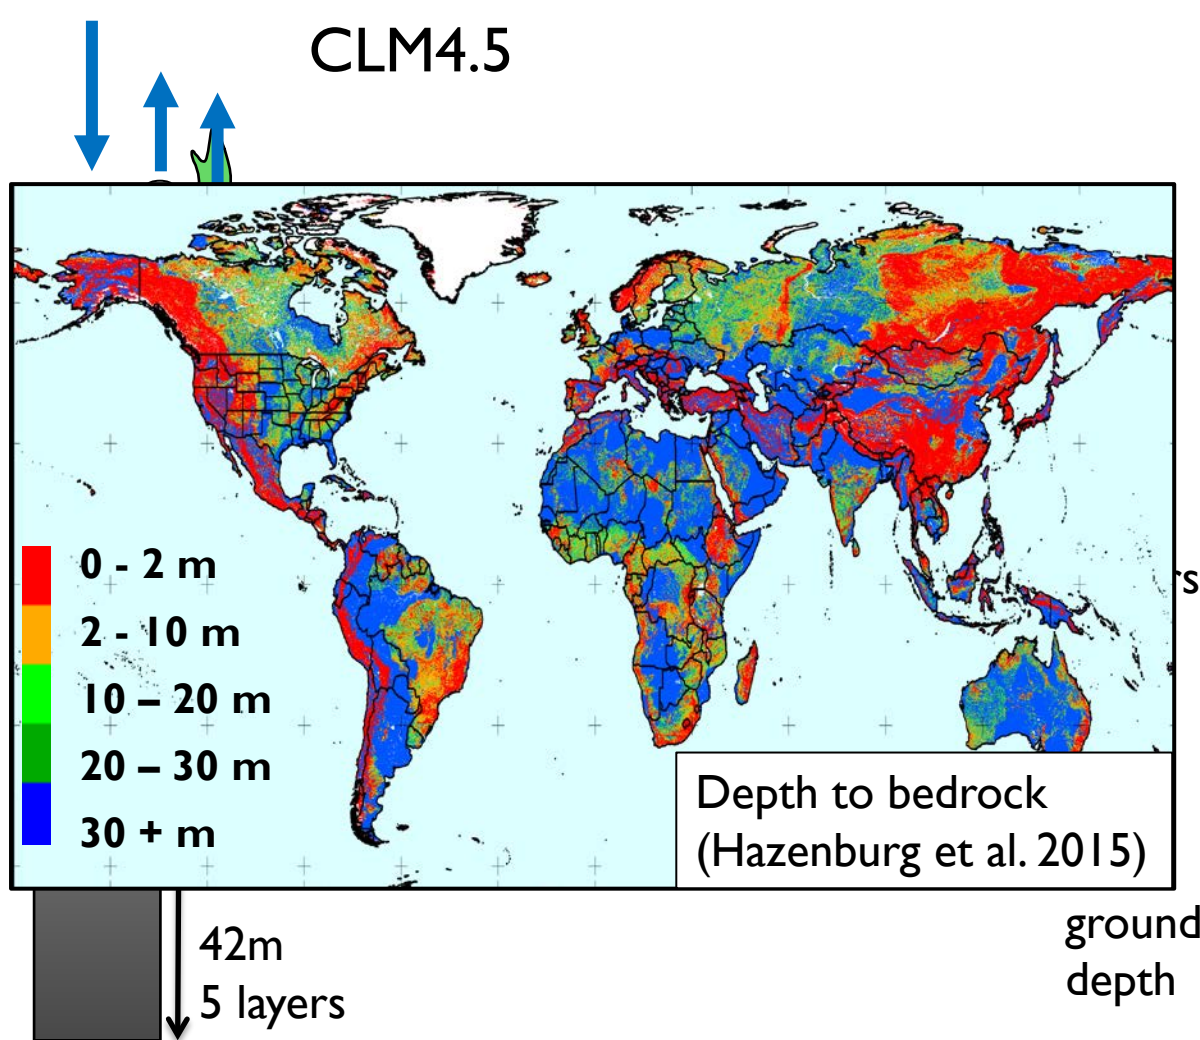 CLM4.5
0 - 2 m
2 - 10 m
10 – 20 m
20 – 30 m
30 + m
rs
Depth to bedrock
(Hazenburg et al. 2015)
42m
5 layers
ground
depth